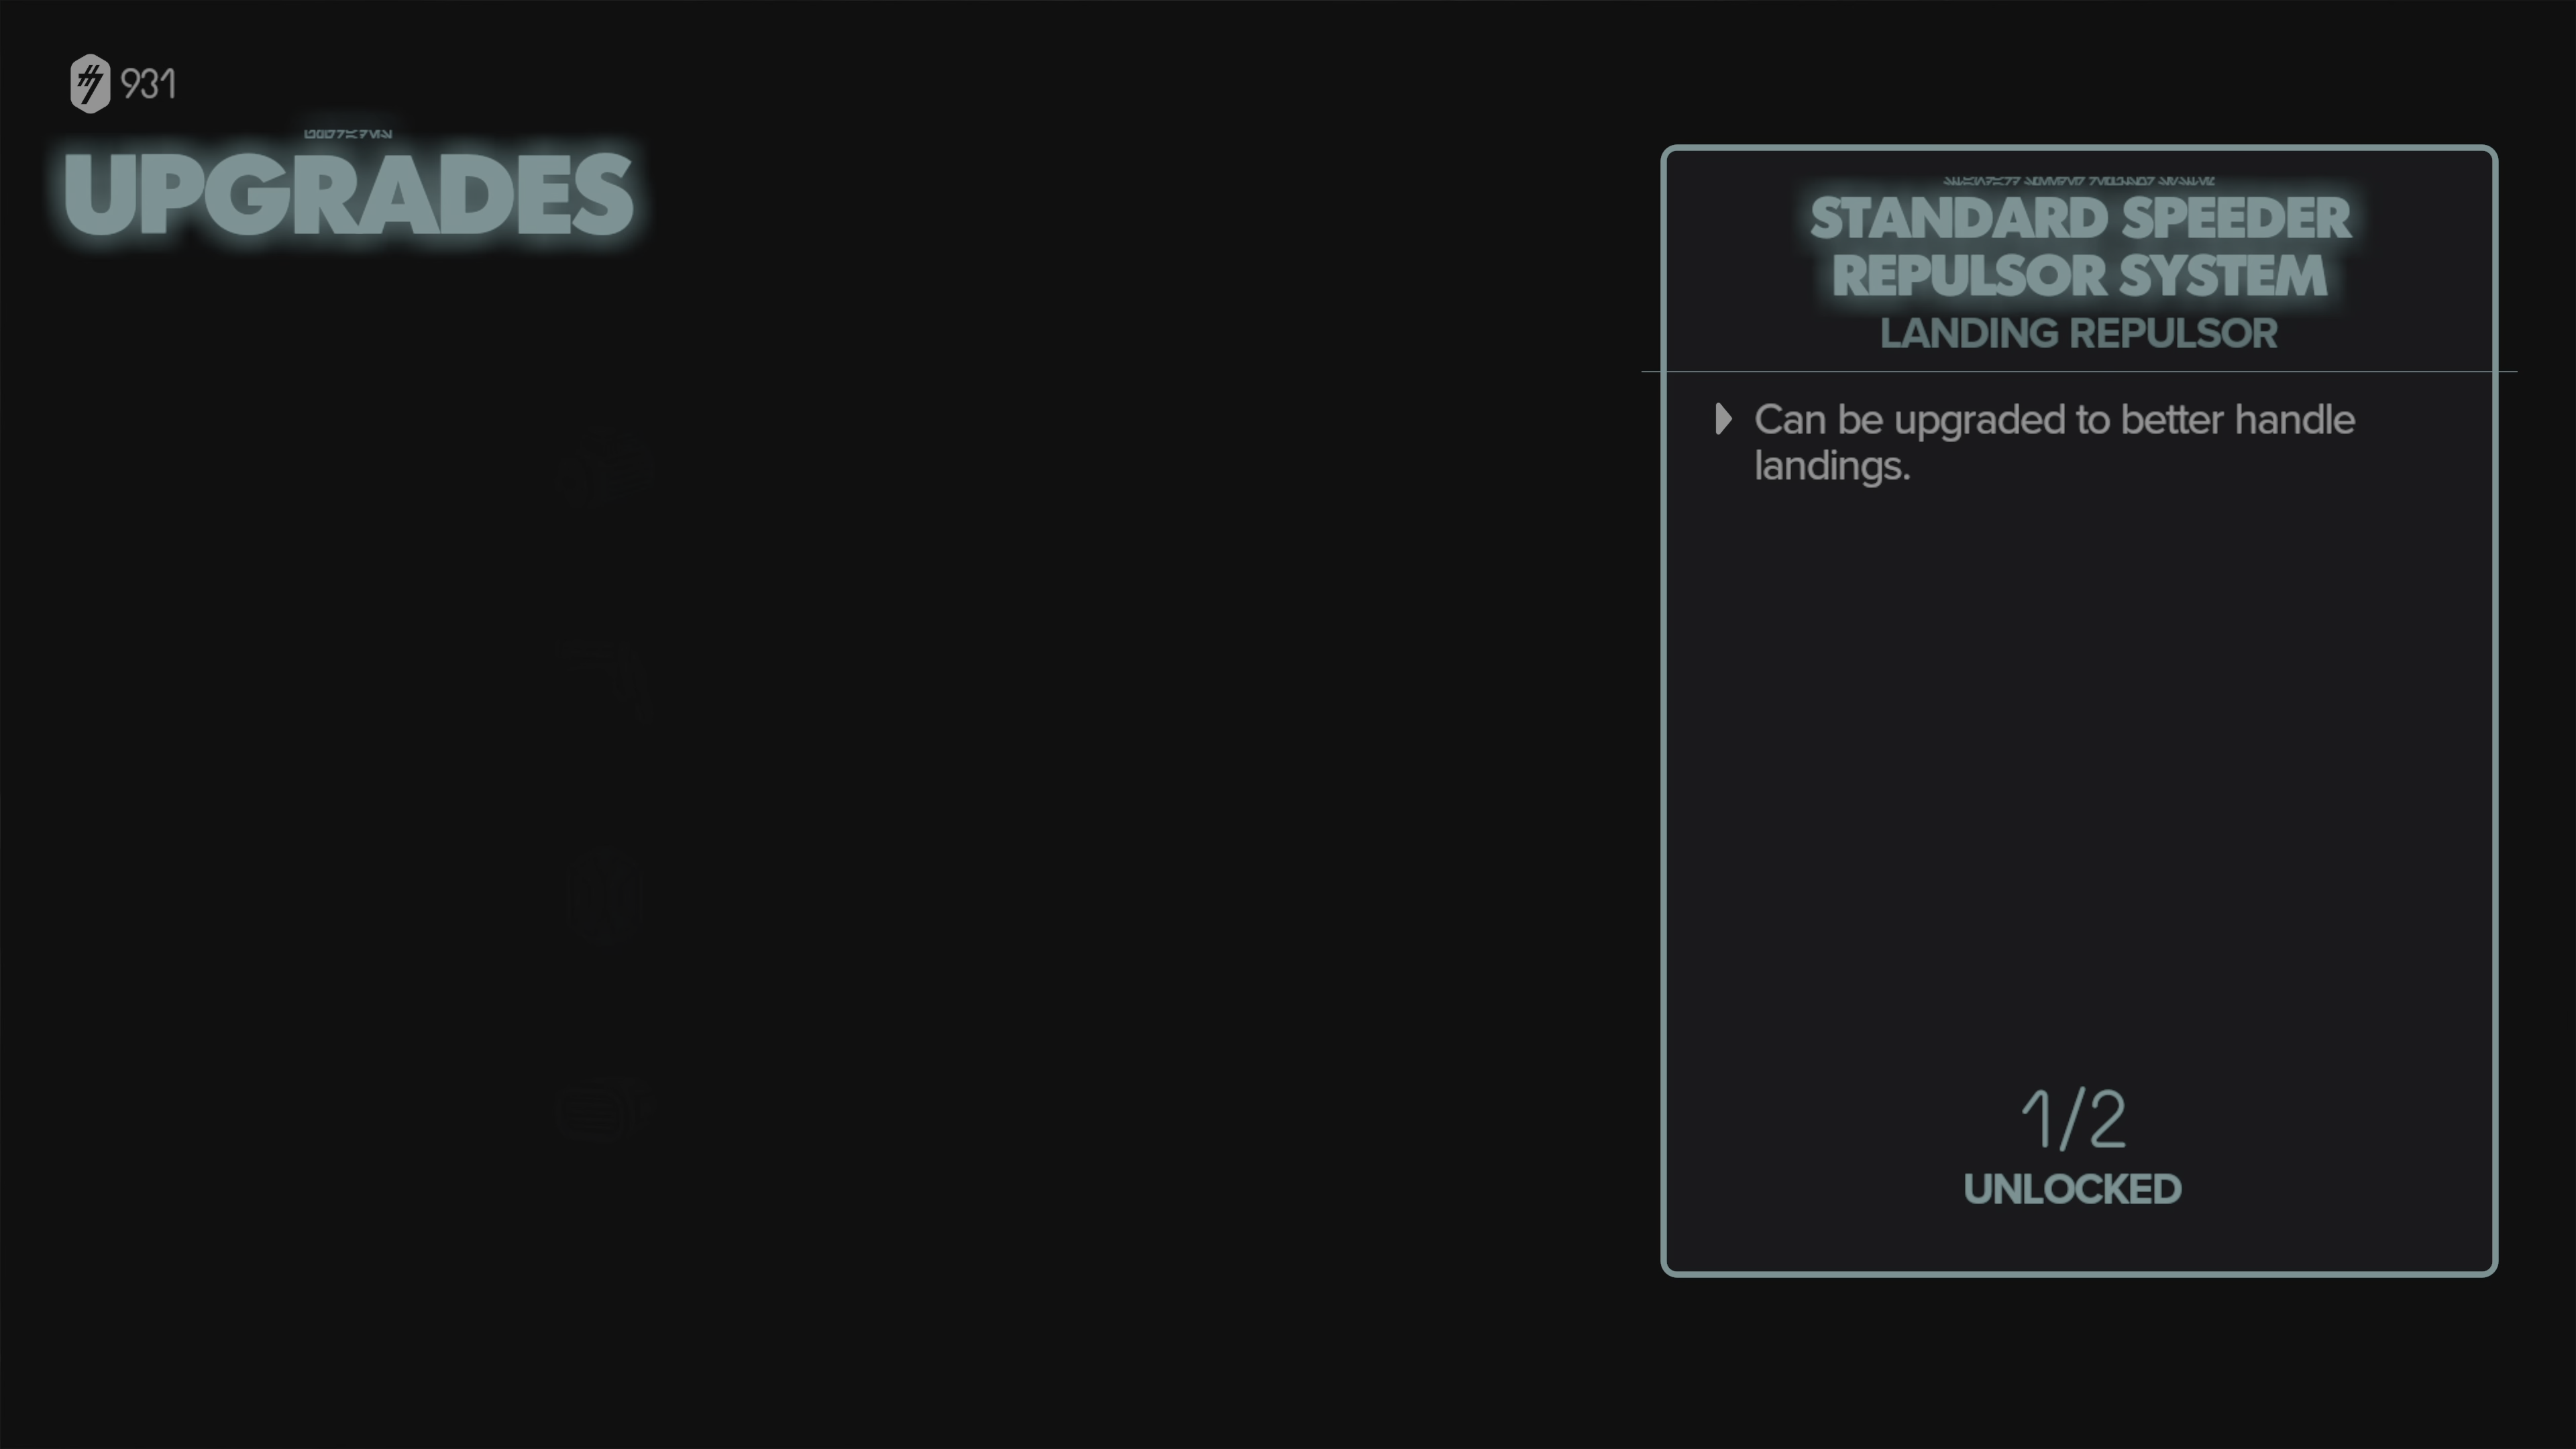 931
UPGRADES
STANDARD SPEEDER
REPULSOR SYSTEM
LANDING REPULSOR
Can be upgraded to better handle
landings.
1/2
UNLOCKED